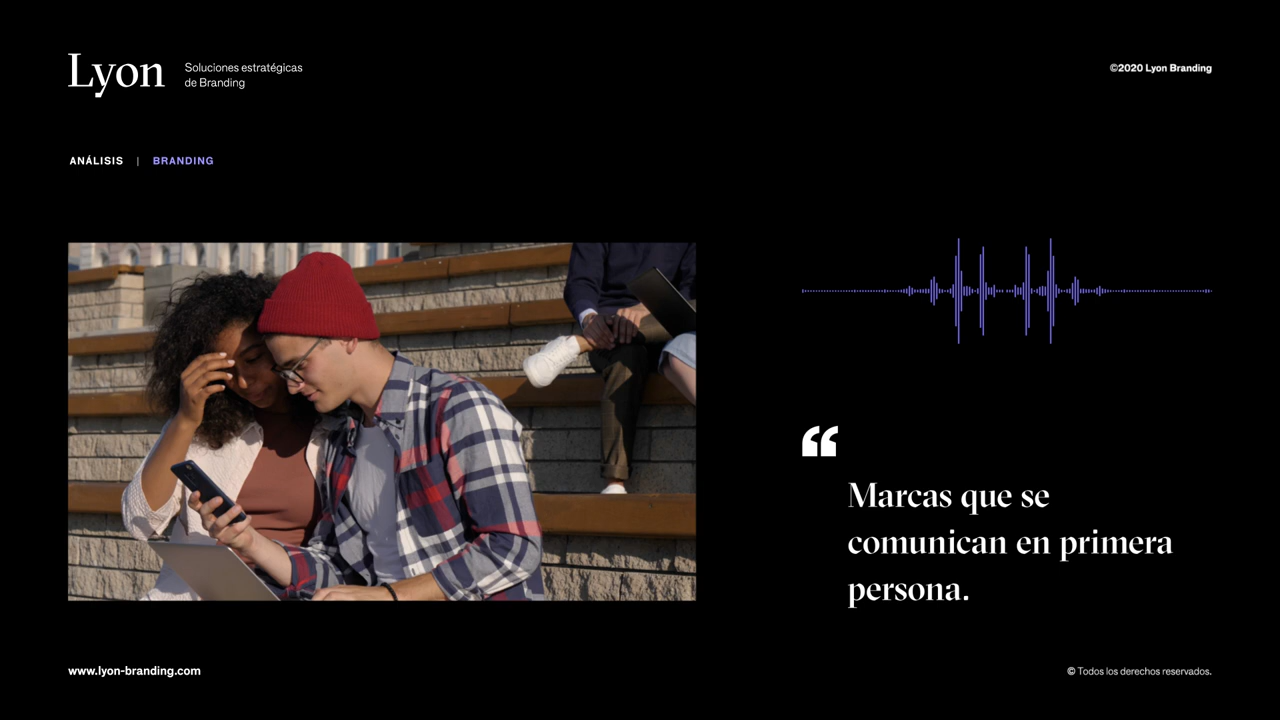 Lyon
Soluciones estratégicas
de Branding
©2020 Lyon Branding
ANÁLISIS | BRANDING
“
Marcas que se
comunican en primera
persona.
www.lyon-branding.com
© Todos los derechos reservados.